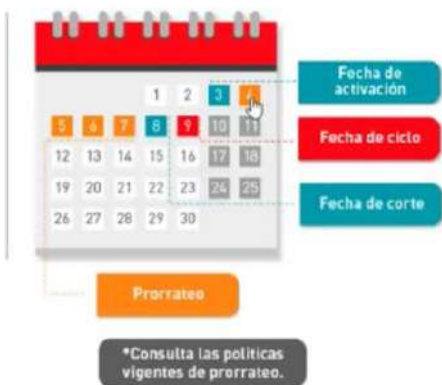 1 2 3 4
5 6 7 8 9 10 11
12 13 14 15 16 17 18
19 20 21 22 23 24 25
26 27 28 29 30
Fecha de
activación
Fecha de ciclo
Fecha de corte
Prorrateo
*Consulta las políticas
vigentes de prorrateo.